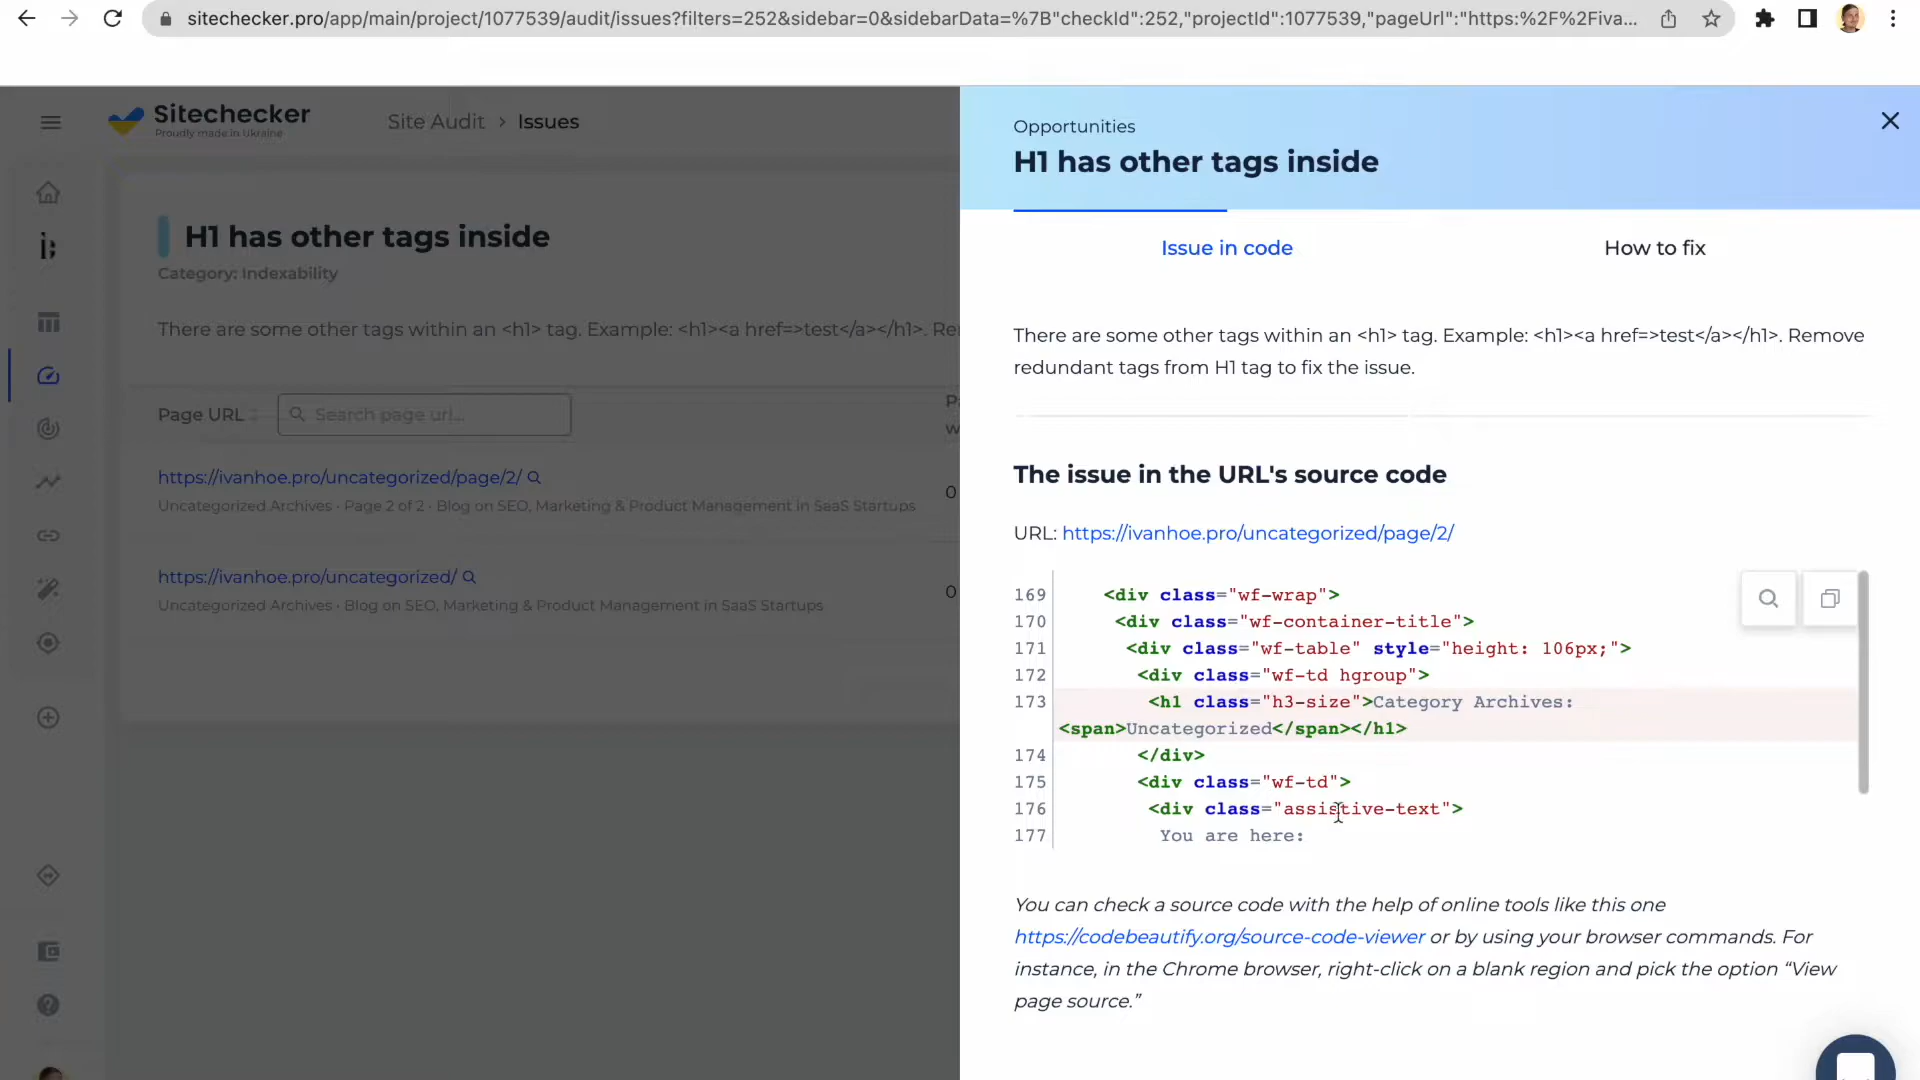 sitechecker.pro/app/main/project/1077539/audit/issues?filters=252&sidebar=0&sidebarData=%7B"checkId":252,"projectId":1077539,"pageUrl":"https:%2F%2Fiva...
Sitechecker
Proudly made in Ukraine
Site Audit > Issues
H1 has other tags inside
Category: Indexability
There are some other tags within an <h1> tag. Example: <h1><a href=>test</a></h1>. Re
Page URL
Search page url...
https://ivanhoe.pro/uncategorized/page/2/
Uncategorized Archives · Page 2 of 2 · Blog on SEO, Marketing & Product Management in SaaS Startups
0
https://ivanhoe.pro/uncategorized/
Uncategorized Archives · Blog on SEO, Marketing & Product Management in SaaS Startups
0
Opportunities
H1 has other tags inside
Issue in code
How to fix
There are some other tags within an <h1> tag. Example: <h1><a href=>test</a></h1>. Remove
redundant tags from H1 tag to fix the issue.
The issue in the URL's source code
URL: https://ivanhoe.pro/uncategorized/page/2/
169 <div class="wf-wrap">
170 <div class="wf-container-title">
171 <div class="wf-table" style="height: 106px;">
172 <div class="wf-td hgroup">
173 <h1 class="h3-size">Category Archives:
<span>Uncategorized</span></h1>
174 </div>
175 <div class="wf-td">
176 <div class="assistive-text">
177 You are here:
You can check a source code with the help of online tools like this one
https://codebeautify.org/source-code-viewer or by using your browser commands. For
instance, in the Chrome browser, right-click on a blank region and pick the option “View
page source.”